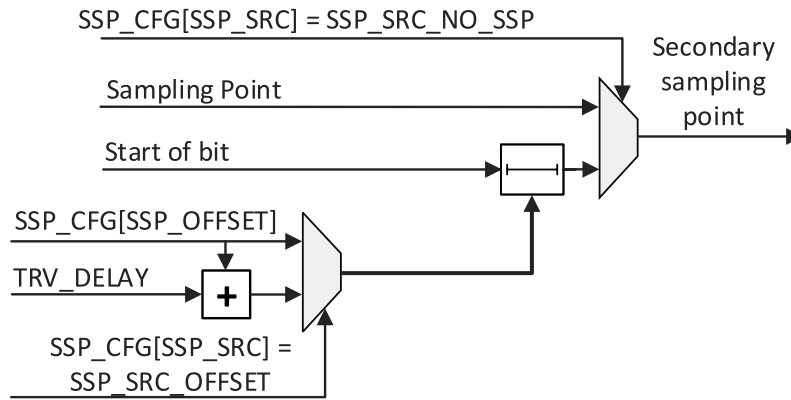 SSP_CFG[SSP_SRC] = SSP_SRC_NO_SSP
Secondary
sampling
point
Sampling Point
Start of bit
SSP_CFG[SSP_OFFSET]
TRV_DELAY
+
SSP_CFG[SSP_SRC] =
SSP_SRC_OFFSET